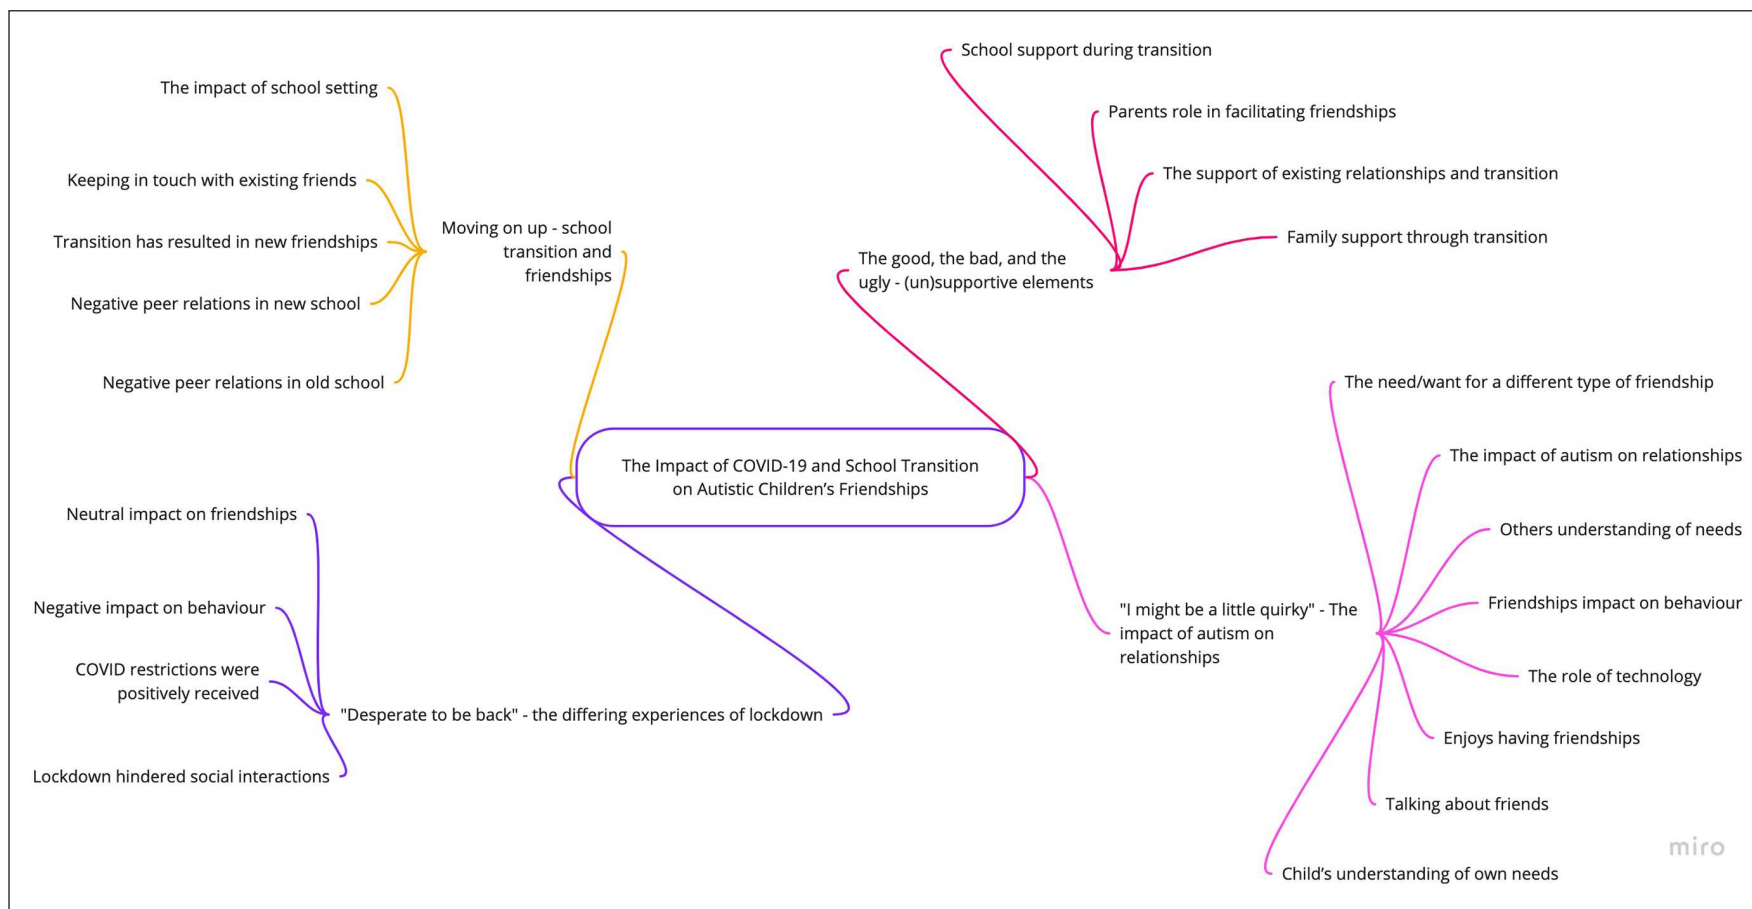 The Impact of COVID-19 and School Transition
on Autistic Children’s Friendships
Moving on up - school
transition and
friendships
The impact of school setting
Keeping in touch with existing friends
Transition has resulted in new friendships
Negative peer relations in new school
Negative peer relations in old school
The good, the bad, and the
ugly - (un)supportive elements
School support during transition
Parents role in facilitating friendships
The support of existing relationships and transition
Family support through transition
"Desperate to be back" - the differing experiences of lockdown
Neutral impact on friendships
Negative impact on behaviour
COVID restrictions were
positively received
Lockdown hindered social interactions
"I might be a little quirky" - The
impact of autism on
relationships
The need/want for a different type of friendship
The impact of autism on relationships
Others understanding of needs
Friendships impact on behaviour
The role of technology
Enjoys having friendships
Talking about friends
Child’s understanding of own needs
miro